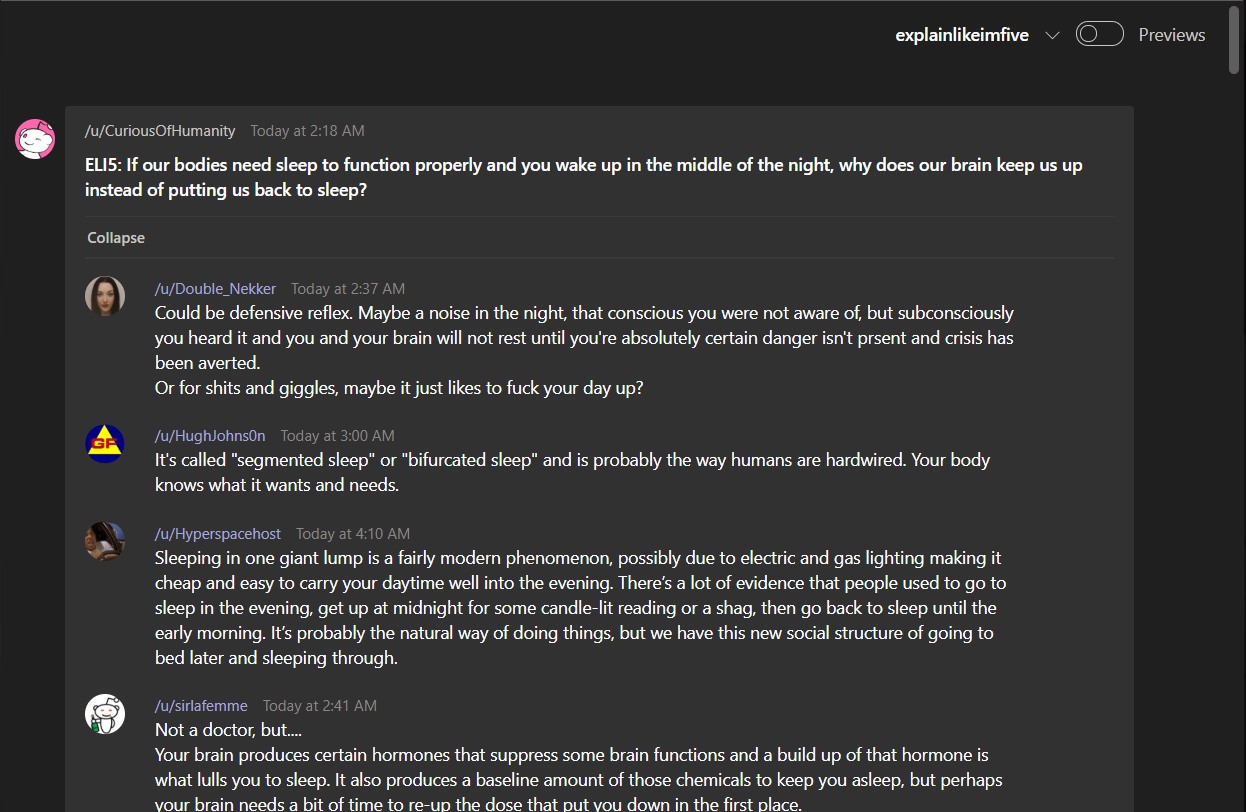 explainlikeimfive Previews
/u/CuriousOfHumanity Today at 2:18 AM
ELI5: If our bodies need sleep to function properly and you wake up in the middle of the night, why does our brain keep us up
instead of putting us back to sleep?
Collapse
/u/Double_Nekker Today at 2:37 AM
Could be defensive reflex. Maybe a noise in the night, that conscious you were not aware of, but subconsciously
you heard it and you and your brain will not rest until you're absolutely certain danger isn't prsent and crisis has
been averted.
Or for shits and giggles, maybe it just likes to fuck your day up?
GF
/u/HughJohns0n Today at 3:00 AM
It's called "segmented sleep" or "bifurcated sleep" and is probably the way humans are hardwired. Your body
knows what it wants and needs.
/u/Hyperspacehost Today at 4:10 AM
Sleeping in one giant lump is a fairly modern phenomenon, possibly due to electric and gas lighting making it
cheap and easy to carry your daytime well into the evening. There’s a lot of evidence that people used to go to
sleep in the evening, get up at midnight for some candle-lit reading or a shag, then go back to sleep until the
early morning. It’s probably the natural way of doing things, but we have this new social structure of going to
bed later and sleeping through.
/u/sirlafemme Today at 2:41 AM
Not a doctor, but....
Your brain produces certain hormones that suppress some brain functions and a build up of that hormone is
what lulls you to sleep. It also produces a baseline amount of those chemicals to keep you asleep, but perhaps
your brain needs a bit of time to re-up the dose that put you down in the first place.